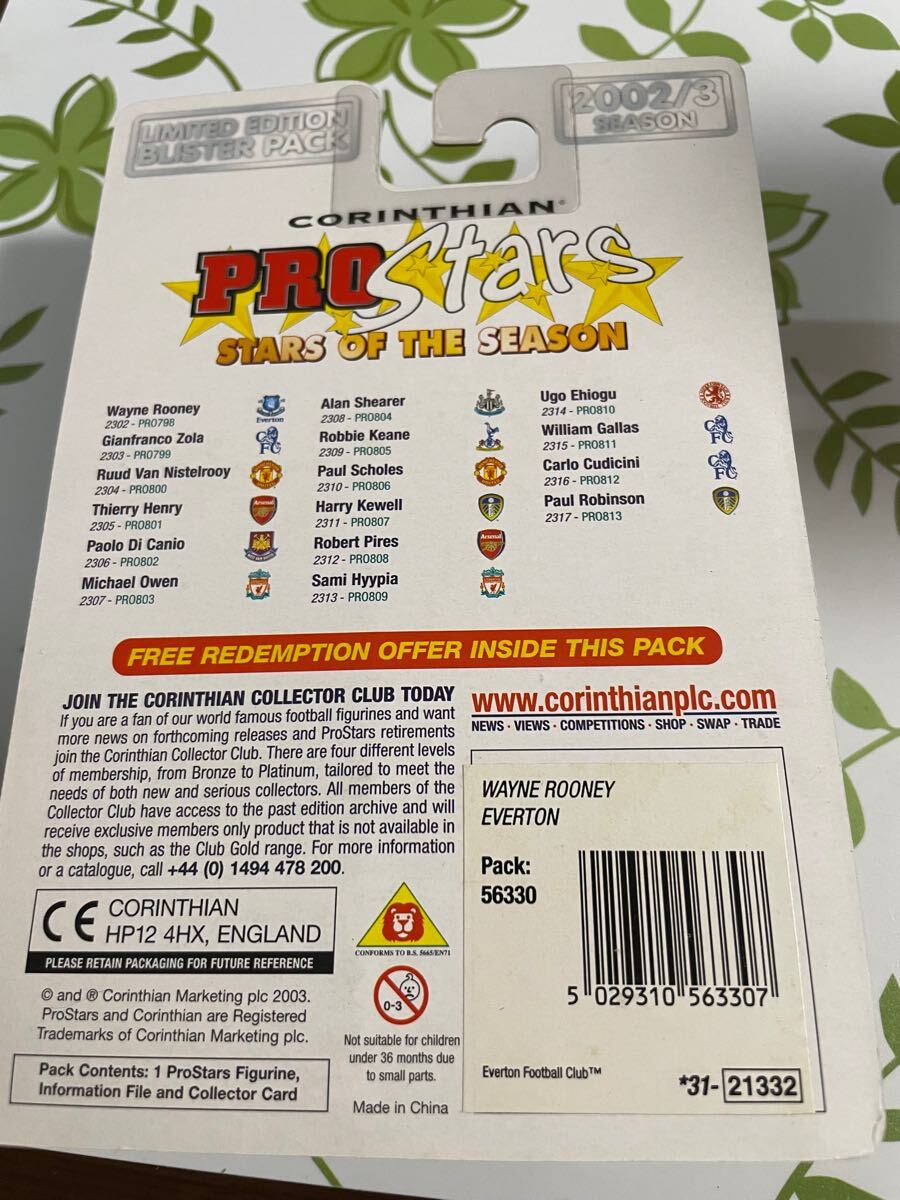 LIMITED EDITION
BLISTER PACK
2002/3
SEASON
CORINTHIAN®
PRO Stars
STARS OF THE SEASON
Wayne Rooney
2302 - PRO798
Everton
Gianfranco Zola
2303 - PRO799
Ruud Van Nistelrooy
2304 - PRO800
Thierry Henry
2305 - PRO801
Arsenal
Paolo Di Canio
2306 - PRO802
Michael Owen
2307 - PRO803
Alan Shearer
2308 - PRO804
Robbie Keane
2309 - PRO805
Paul Scholes
2310 - PRO806
Harry Kewell
2311 - PRO807
Robert Pires
2312 - PRO808
Arsenal
Sami Hyypia
2313 - PRO809
Ugo Ehiogu
2314 - PRO810
William Gallas
2315 - PRO811
Carlo Cudicini
2316 - PRO812
Paul Robinson
2317 - PRO813
FREE REDEMPTION OFFER INSIDE THIS PACK
JOIN THE CORINTHIAN COLLECTOR CLUB TODAY
If you are a fan of our world famous football figurines and want
more news on forthcoming releases and ProStars retirements
join the Corinthian Collector Club. There are four different levels
of membership, from Bronze to Platinum, tailored to meet the
needs of both new and serious collectors. All members of the
Collector Club have access to the past edition archive and will
receive exclusive members only product that is not available in
the shops, such as the Club Gold range. For more information
or a catalogue, call +44 (0) 1494 478 200.
www.corinthianplc.com
NEWS · VIEWS · COMPETITIONS · SHOP · SWAP · TRADE
WAYNE ROONEY
EVERTON
Pack:
56330
5 029310 563307
Everton Football Club™
*31- 21332
CE CORINTHIAN
HP12 4HX, ENGLAND
PLEASE RETAIN PACKAGING FOR FUTURE REFERENCE
© and ® Corinthian Marketing plc 2003.
ProStars and Corinthian are Registered
Trademarks of Corinthian Marketing plc.
Pack Contents: 1 ProStars Figurine,
Information File and Collector Card
CONFORMS TO B.S. 5665/EN71
0-3
Not suitable for children
under 36 months due
to small parts.
Made in China